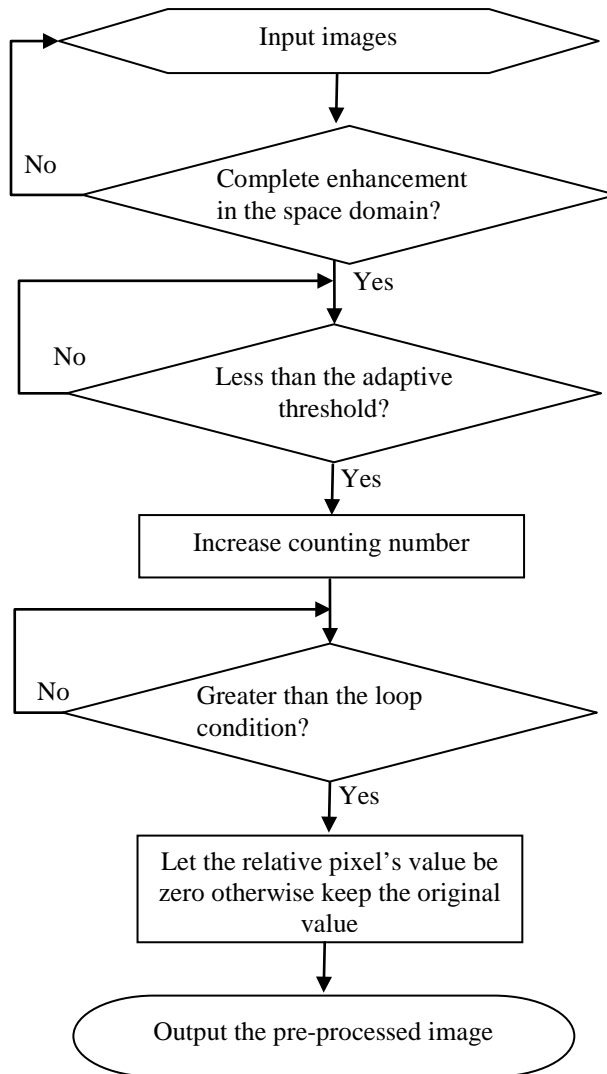 Input images
No
Complete enhancement
in the space domain?
Yes
No
Less than the adaptive
threshold?
Yes
Increase counting number
No
Greater than the loop
condition?
Yes
Let the relative pixel’s value be
zero otherwise keep the original
value
Output the pre-processed image